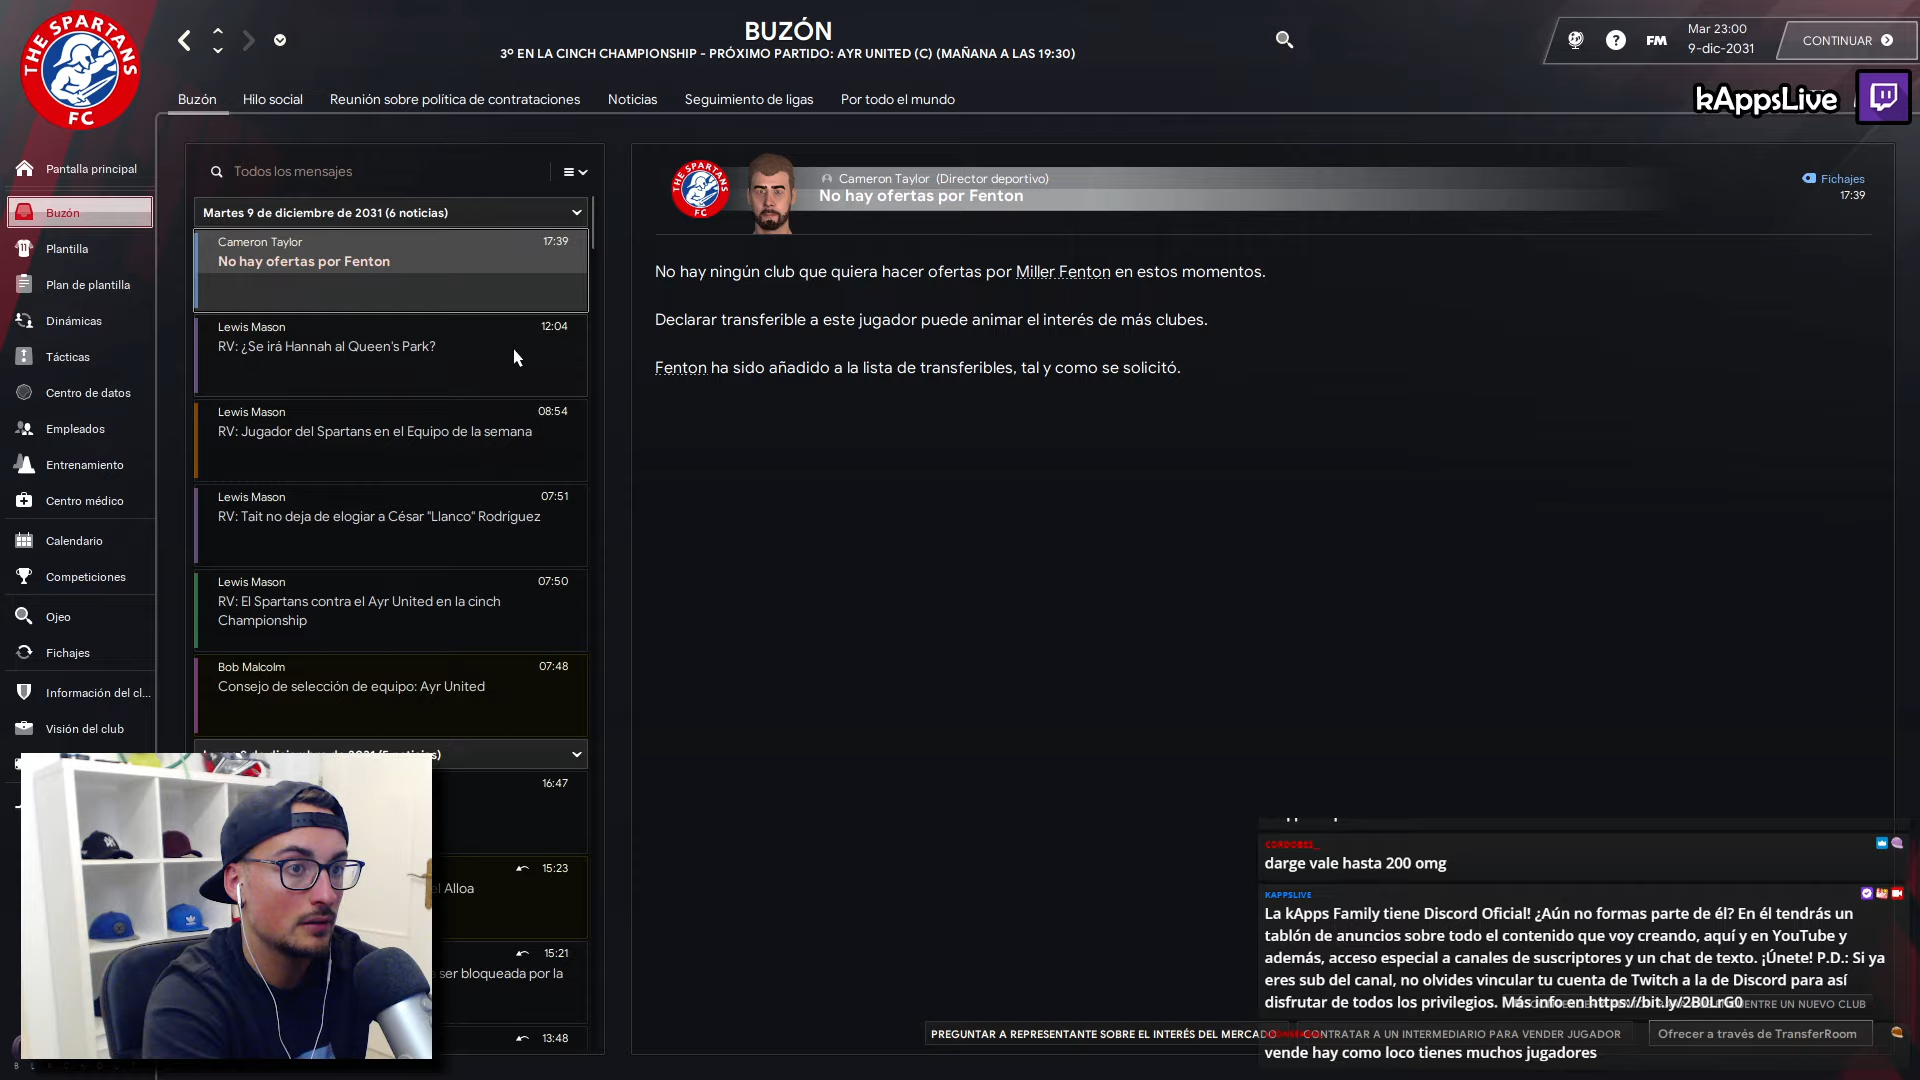 THE SPARTANS FC
BUZÓN
3º EN LA CINCH CHAMPIONSHIP - PRÓXIMO PARTIDO: AYR UNITED (C) (MAÑANA A LAS 19:30)
FM
Mar 23:00
9-dic-2031
CONTINUAR
Buzón
Hilo social
Reunión sobre política de contrataciones
Noticias
Seguimiento de ligas
Por todo el mundo
kAppsLive
Pantalla principal
Buzón
Plantilla
Plan de plantilla
Dinámicas
Tácticas
Centro de datos
Empleados
Entrenamiento
Centro médico
Calendario
Competiciones
Ojeo
Fichajes
Información del cl...
Visión del club
Todos los mensajes
Martes 9 de diciembre de 2031 (6 noticias)
Cameron Taylor 17:39
No hay ofertas por Fenton
Lewis Mason 12:04
RV: ¿Se irá Hannah al Queen's Park?
Lewis Mason 08:54
RV: Jugador del Spartans en el Equipo de la semana
Lewis Mason 07:51
RV: Tait no deja de elogiar a César "Llanco" Rodríguez
Lewis Mason 07:50
RV: El Spartans contra el Ayr United en la cinch
Championship
Bob Malcolm 07:48
Consejo de selección de equipo: Ayr United
16:47
15:23
el Alloa
15:21
ser bloqueada por la
13:48
THE SPARTANS FC
Cameron Taylor (Director deportivo)
No hay ofertas por Fenton
Fichajes
17:39
No hay ningún club que quiera hacer ofertas por Miller Fenton en estos momentos.
Declarar transferible a este jugador puede animar el interés de más clubes.
Fenton ha sido añadido a la lista de transferibles, tal y como se solicitó.
CORDOBES_
darge vale hasta 200 omg
KAPPSLIVE
La kApps Family tiene Discord Oficial! ¿Aún no formas parte de él? En él tendrás un
tablón de anuncios sobre todo el contenido que voy creando, aquí y en YouTube y
además, acceso especial a canales de suscriptores y un chat de texto. ¡Únete! P.D.: Si ya
eres sub del canal, no olvides vincular tu cuenta de Twitch a la de Discord para así
disfrutar de todos los privilegios. Más info en https://bit.ly/2B0LrG0
ENTRE UN NUEVO CLUB
PREGUNTAR A REPRESENTANTE SOBRE EL INTERÉS DEL MERCADO
CONTRATAR A UN INTERMEDIARIO PARA VENDER JUGADOR
Ofrecer a través de TransferRoom
vende hay como loco tienes muchos jugadores